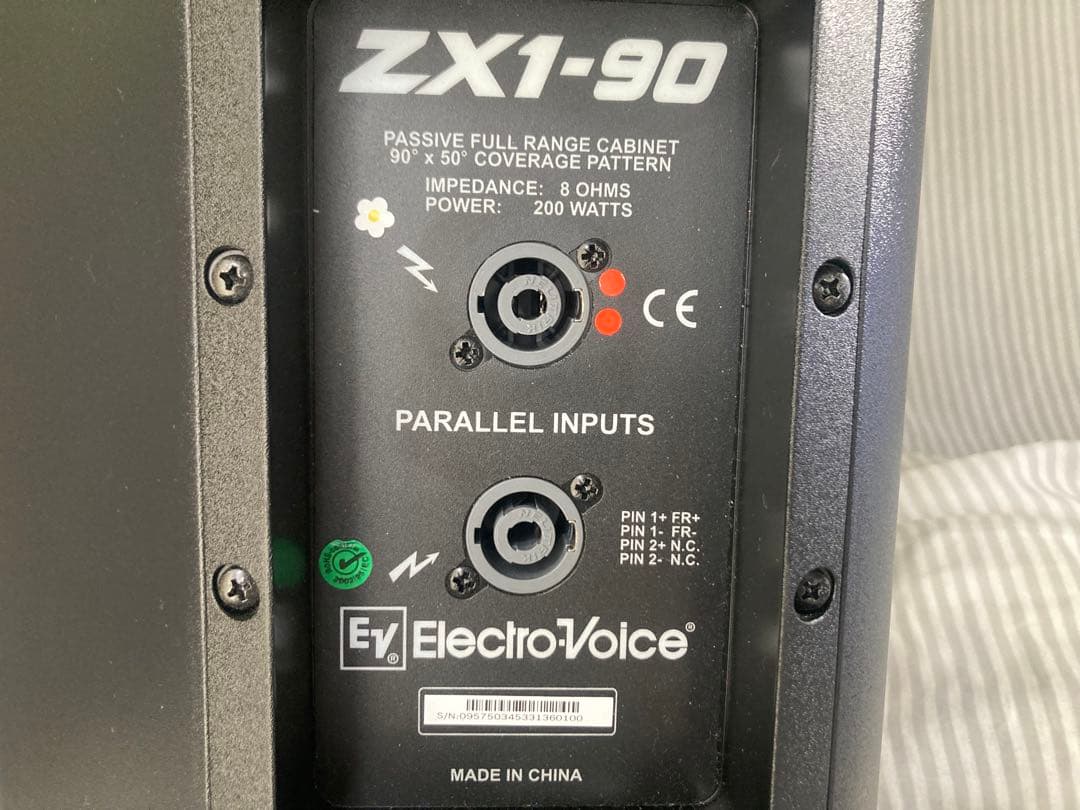 ZX1-90
PASSIVE FULL RANGE CABINET
90° x 50° COVERAGE PATTERN
IMPEDANCE: 8 OHMS
POWER: 200 WATTS
CE
PARALLEL INPUTS
PIN 1+ FR+
PIN 1- FR-
PIN 2+ N.C.
PIN 2- N.C.
EV®
Electro-Voice®
S/N:095750345331360100
MADE IN CHINA